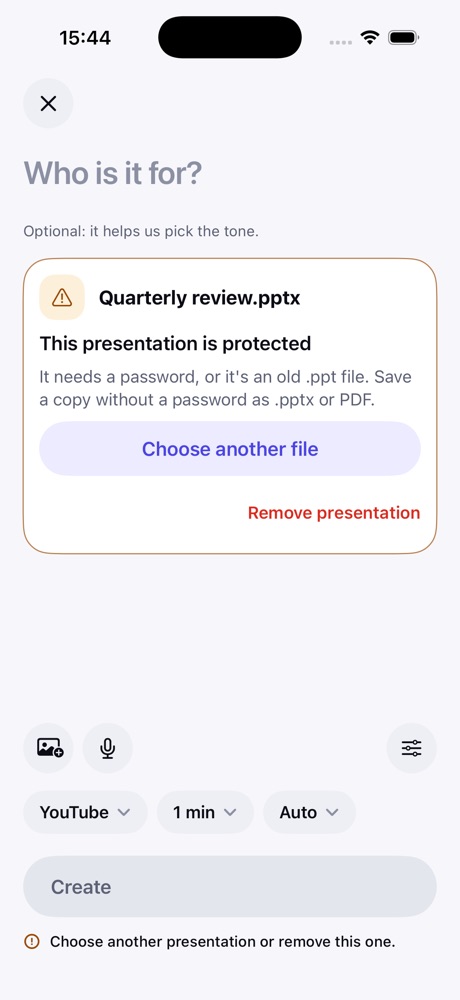 15:44
Who is it for?
Optional: it helps us pick the tone.
Quarterly review.pptx
This presentation is protected
It needs a password, or it's an old .ppt file. Save
a copy without a password as .pptx or PDF.
Choose another file
Remove presentation
YouTube
1 min
Auto
Create
Choose another presentation or remove this one.